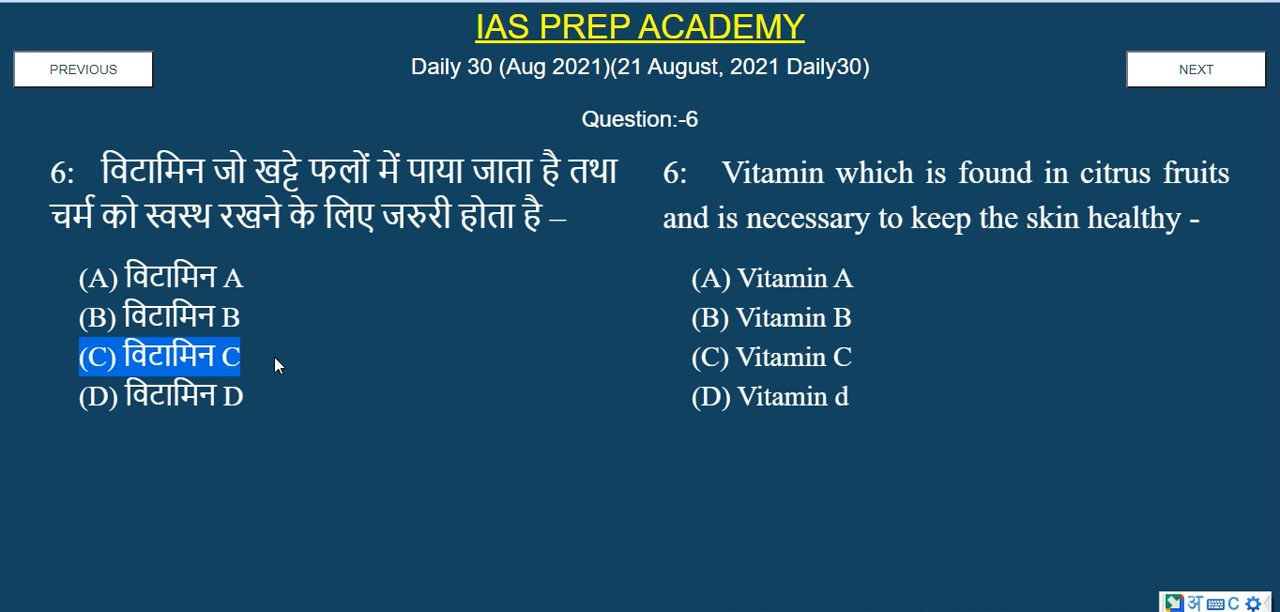 IAS PREP ACADEMY
PREVIOUS
Daily 30 (Aug 2021)(21 August, 2021 Daily30)
NEXT
Question:-6
6: विटामिन जो खट्टे फलों में पाया जाता है तथा
चर्म को स्वस्थ रखने के लिए जरुरी होता है –
(A) विटामिन A
(B) विटामिन B
(C) विटामिन C
(D) विटामिन D
6: Vitamin which is found in citrus fruits
and is necessary to keep the skin healthy -
(A) Vitamin A
(B) Vitamin B
(C) Vitamin C
(D) Vitamin d
अ C